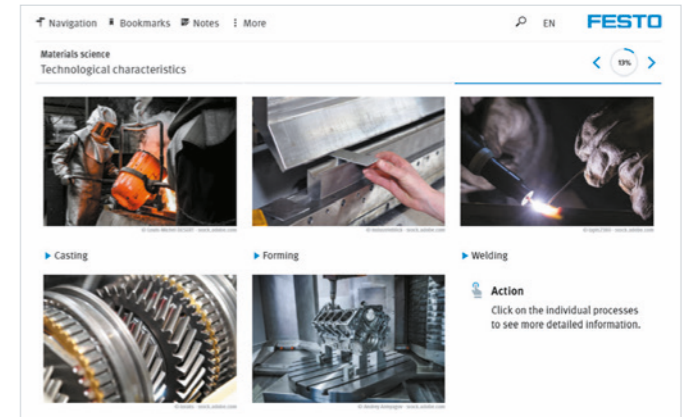 Navigation Bookmarks Notes More EN FESTO
Materials science
Technological characteristics
19%
Casting
Forming
Welding
Action
Click on the individual processes
to see more detailed information.